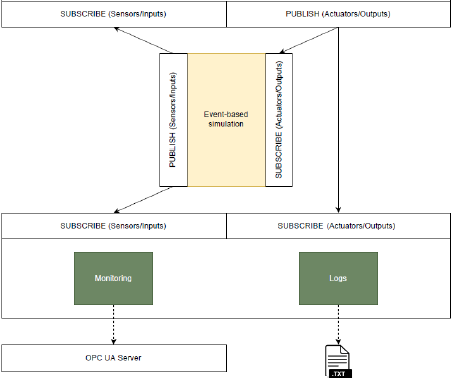 SUBSCRIBE (Sensors/Inputs)
PUBLISH (Actuators/Outputs)
PUBLISH (Sensors/Inputs)
Event-based
simulation
SUBSCRIBE (Actuators/Outputs)
SUBSCRIBE (Sensors/Inputs)
SUBSCRIBE (Actuators/Outputs)
Monitoring
Logs
OPC UA Server
.TXT